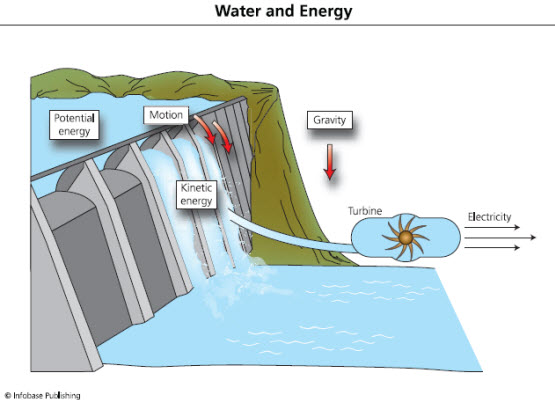 Water and Energy
Potential
energy
Motion
Gravity
Kinetic
energy
Turbine
Electricity
© Infobase Publishing